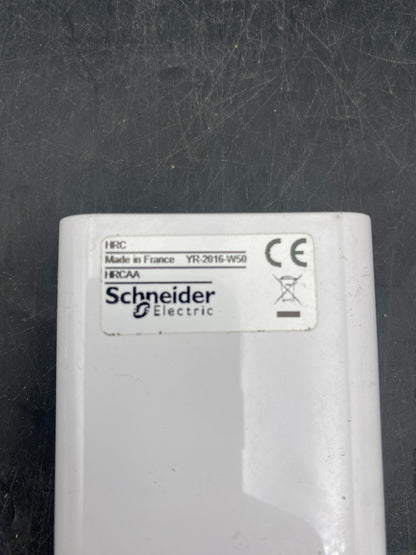 HRC
Made in France YR-2016-W50
HRCAA
CE
Schneider
Electric